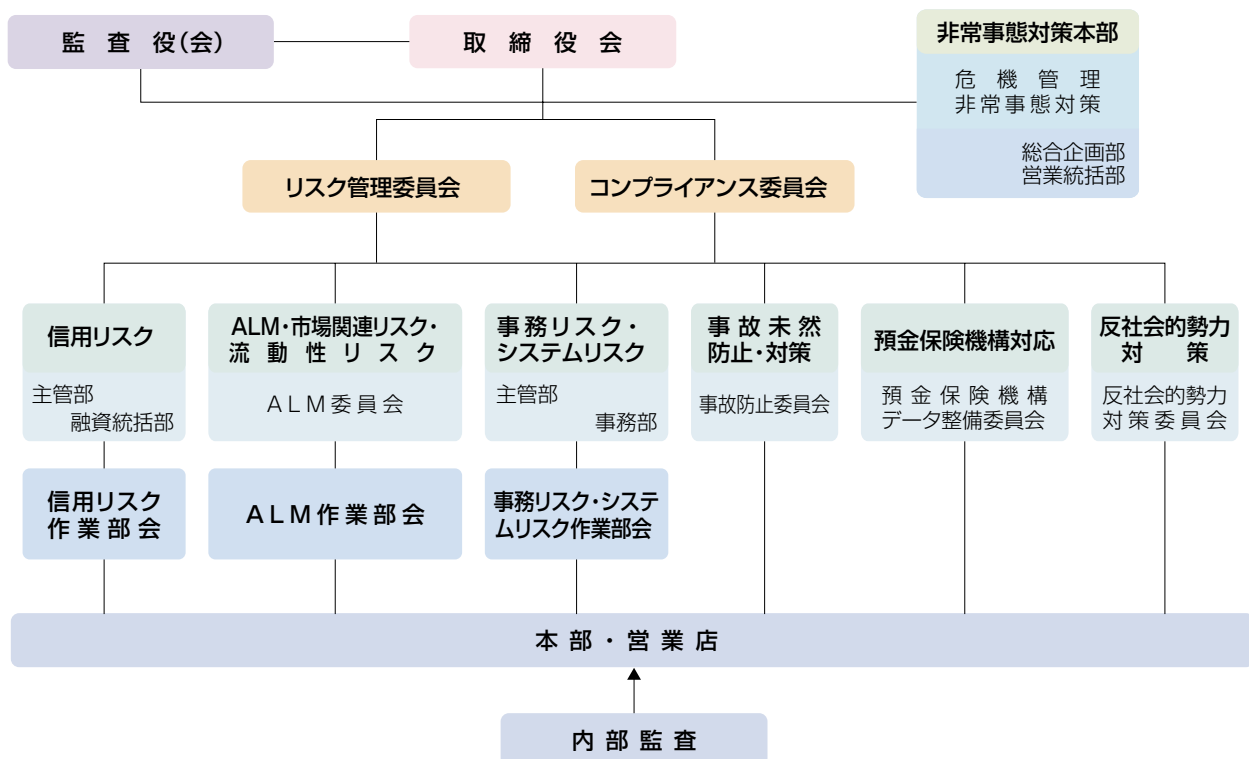 監査役(会)
取締役会
非常事態対策本部
危機管理
非常事態対策
総合企画部
営業統括部
リスク管理委員会
コンプライアンス委員会
信用リスク
主管部
融資統括部
ALM・市場関連リスク・
流動性リスク
ALM委員会
事務リスク・
システムリスク
主管部
事務部
事故未然
防止・対策
事故防止委員会
預金保険機構対応
預金保険機構
データ整備委員会
反社会的勢力
対策
反社会的勢力
対策委員会
信用リスク
作業部会
ALM作業部会
事務リスク・システ
ムリスク作業部会
本部・営業店
内部監査